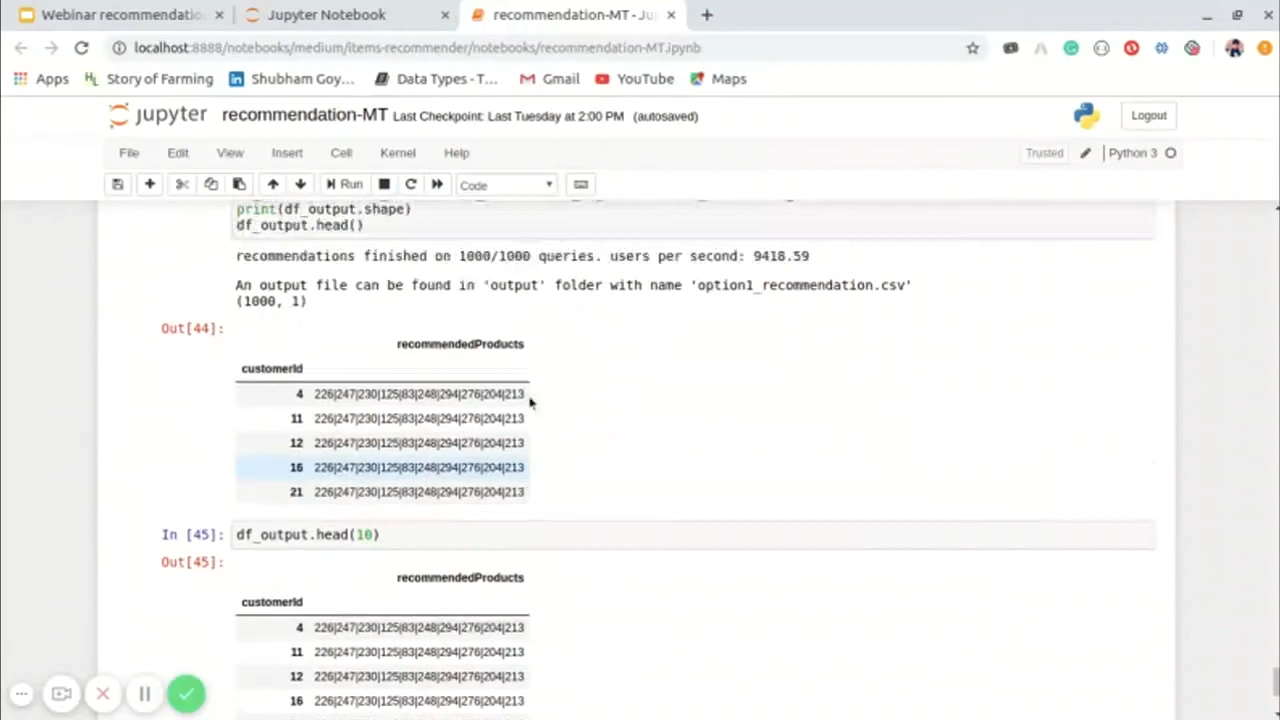 Webinar recommendation
Jupyter Notebook
recommendation-MT - Ju
localhost:8888/notebooks/medium/items-recommender/notebooks/recommendation-MT.ipynb
Apps Story of Farming Shubham Goy... Data Types - T... Gmail YouTube Maps
jupyter recommendation-MT Last Checkpoint: Last Tuesday at 2:00 PM (autosaved) Logout
File Edit View Insert Cell Kernel Help Trusted Python 3
Run Code
print(df_output.shape)
df_output.head()
recommendations finished on 1000/1000 queries. users per second: 9418.59
An output file can be found in 'output' folder with name 'option1_recommendation.csv'
(1000, 1)
Out[44]:
recommendedProducts
customerId
4 226|247|230|125|83|248|294|276|204|213
11 226|247|230|125|83|248|294|276|204|213
12 226|247|230|125|83|248|294|276|204|213
16 226|247|230|125|83|248|294|276|204|213
21 226|247|230|125|83|248|294|276|204|213
In [45]: df_output.head(10)
Out[45]:
recommendedProducts
customerId
4 226|247|230|125|83|248|294|276|204|213
11 226|247|230|125|83|248|294|276|204|213
12 226|247|230|125|83|248|294|276|204|213
16 226|247|230|125|83|248|294|276|204|213